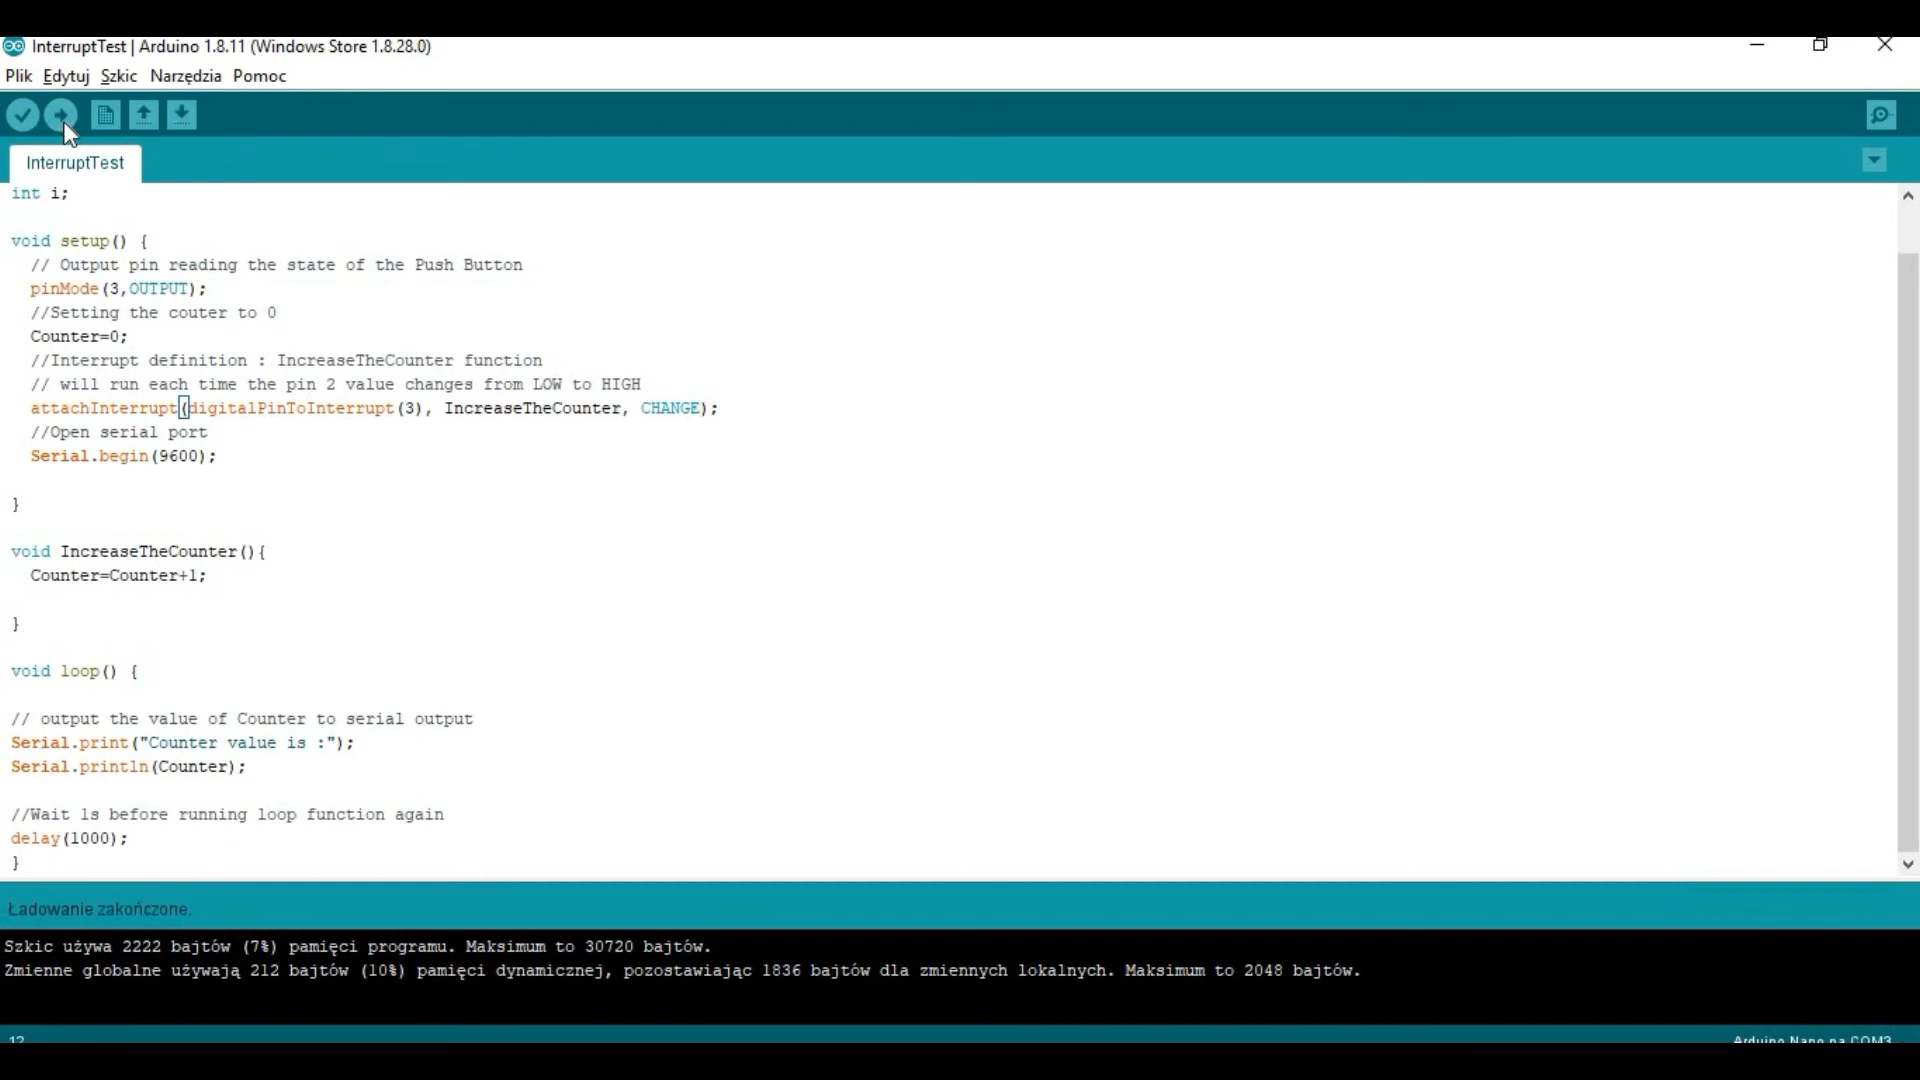 InterruptTest | Arduino 1.8.11 (Windows Store 1.8.28.0)
Plik Edytuj Szkic Narzędzia Pomoc
InterruptTest
int i;
void setup() {
// Output pin reading the state of the Push Button
pinMode(3,OUTPUT);
//Setting the couter to 0
Counter=0;
//Interrupt definition : IncreaseTheCounter function
// will run each time the pin 2 value changes from LOW to HIGH
attachInterrupt(digitalPinToInterrupt(3), IncreaseTheCounter, CHANGE);
//Open serial port
Serial.begin(9600);
}
void IncreaseTheCounter(){
Counter=Counter+1;
}
void loop() {
// output the value of Counter to serial output
Serial.print("Counter value is :");
Serial.println(Counter);
//Wait 1s before running loop function again
delay(1000);
}
Ładowanie zakończone.
Szkic używa 2222 bajtów (7%) pamięci programu. Maksimum to 30720 bajtów.
Zmienne globalne używają 212 bajtów (10%) pamięci dynamicznej, pozostawiając 1836 bajtów dla zmiennych lokalnych. Maksimum to 2048 bajtów.
12
Arduino Nano na COM3